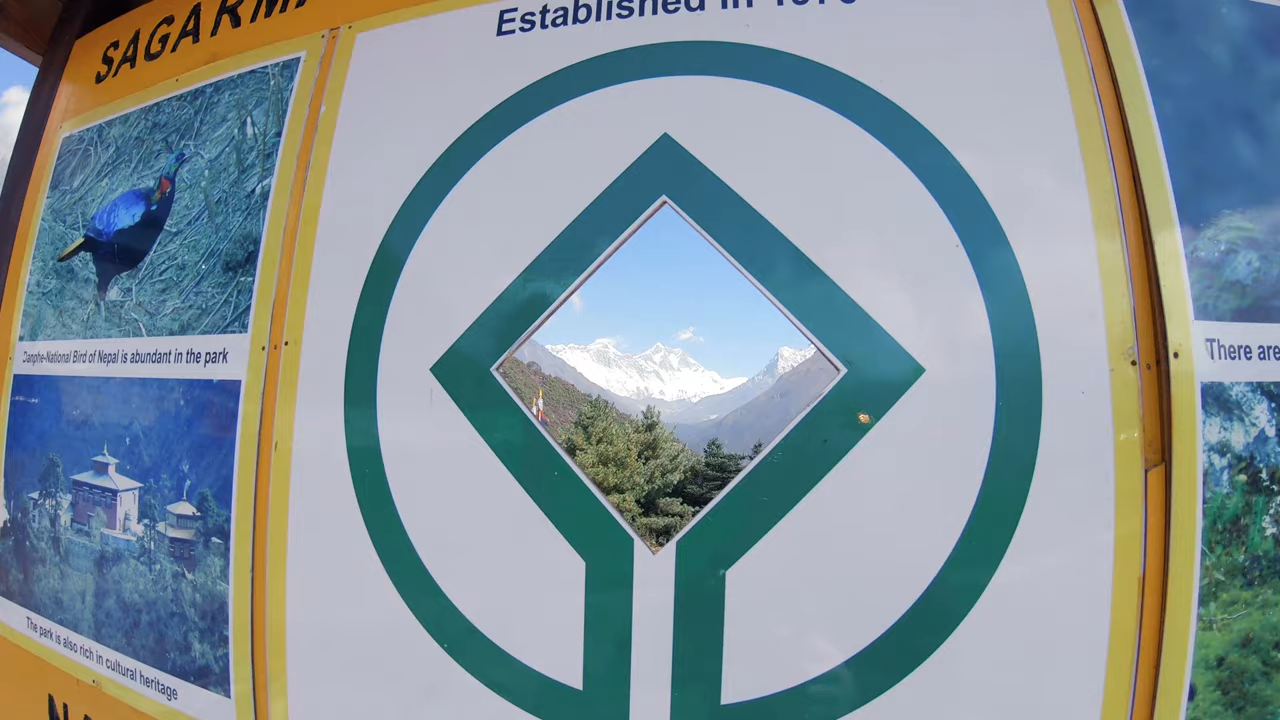 SAGARM
Established in 197
Danphe-National Bird of Nepal is abundant in the park
The park is also rich in cultural heritage
There are